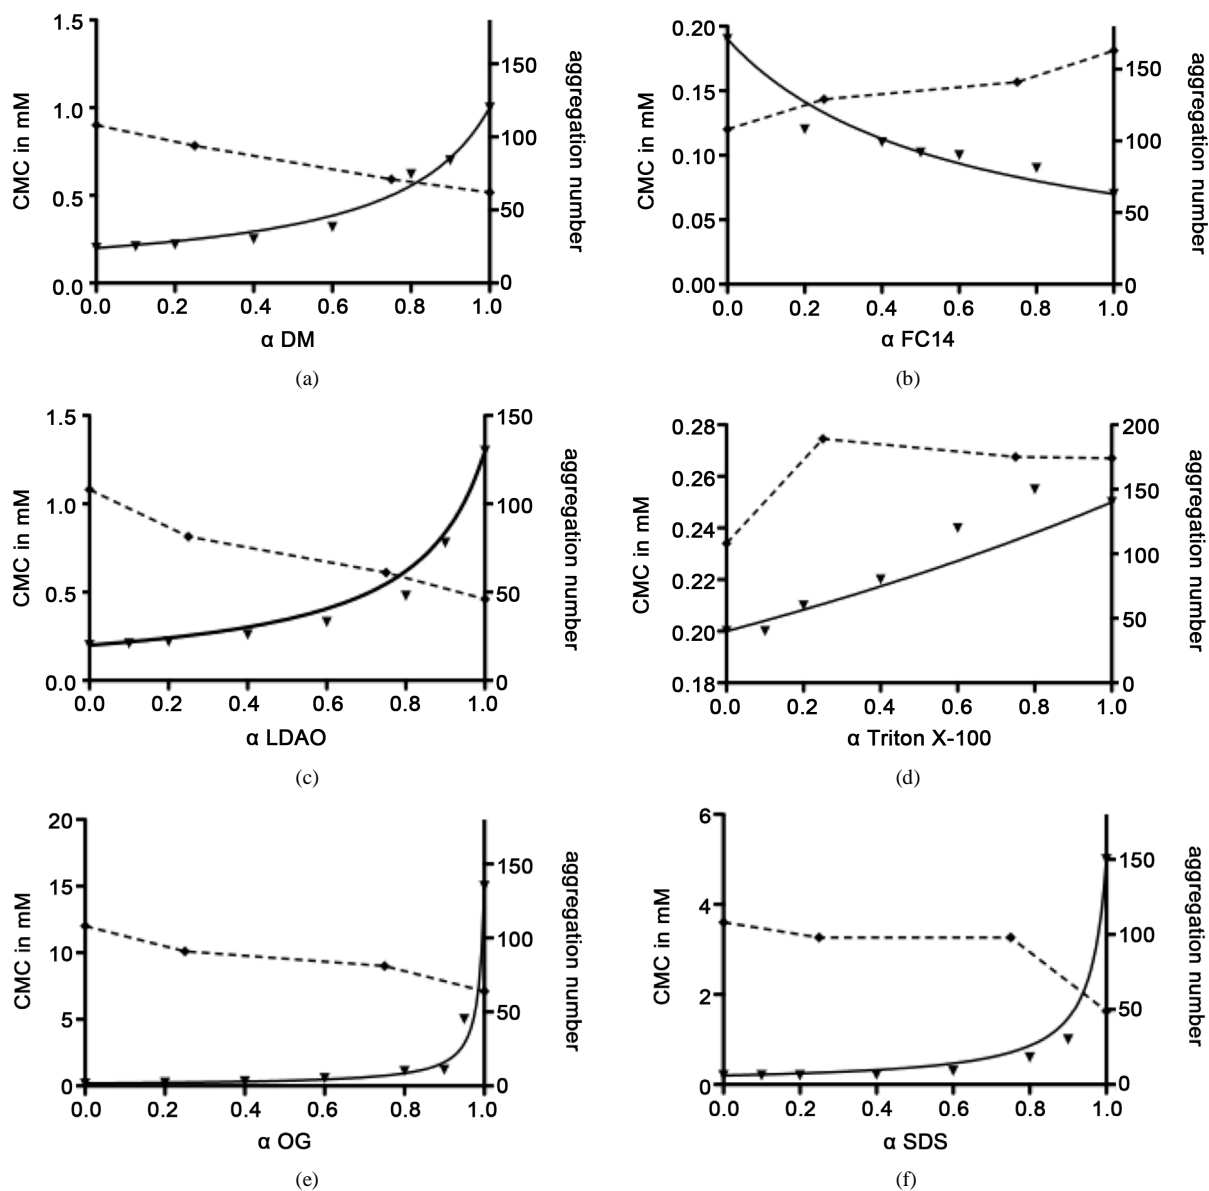 1.5
1.0
0.5
0.0
CMC in mM
150
100
50
0
aggregation number
0.0 0.2 0.4 0.6 0.8 1.0
α DM
(a)
0.20
0.15
0.10
0.05
0.00
CMC in mM
150
100
50
0
aggregation number
0.0 0.2 0.4 0.6 0.8 1.0
α FC14
(b)
1.5
1.0
0.5
0.0
CMC in mM
150
100
50
0
aggregation number
0.0 0.2 0.4 0.6 0.8 1.0
α LDAO
(c)
0.28
0.26
0.24
0.22
0.20
0.18
CMC in mM
200
150
100
50
0
aggregation number
0.0 0.2 0.4 0.6 0.8 1.0
α Triton X-100
(d)
20
15
10
5
0
CMC in mM
150
100
50
0
aggregation number
0.0 0.2 0.4 0.6 0.8 1.0
α OG
(e)
6
4
2
0
CMC in mM
150
100
50
0
aggregation number
0.0 0.2 0.4 0.6 0.8 1.0
α SDS
(f)